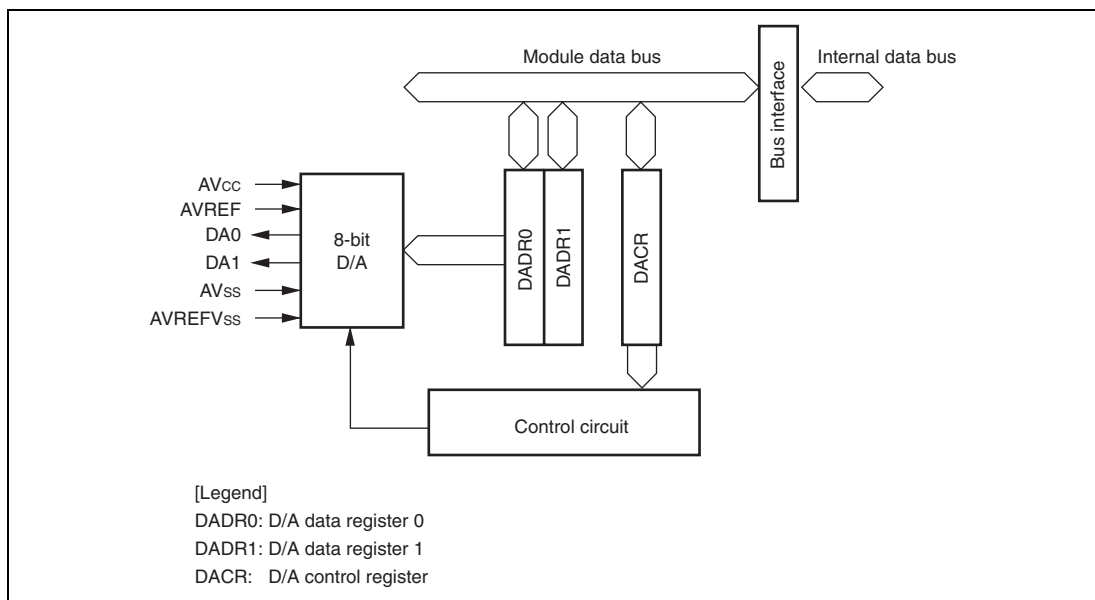 Module data bus
Internal data bus
Bus interface
AVCC
AVREF
DA0
DA1
AVSS
AVREFVSS
8-bit
D/A
DADR0
DADR1
DACR
Control circuit
[Legend]
DADR0: D/A data register 0
DADR1: D/A data register 1
DACR: D/A control register